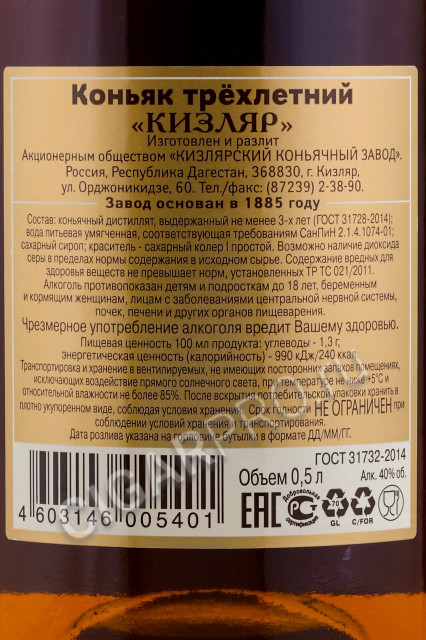 Коньяк трёхлетний
«КИЗЛЯР»
Изготовлен и разлит
Акционерным обществом «КИЗЛЯРСКИЙ КОНЬЯЧНЫЙ ЗАВОД».
Россия, Республика Дагестан, 368830, г. Кизляр,
ул. Орджоникидзе, 60. Тел./факс: (87239) 2-38-90.
Завод основан в 1885 году
Состав: коньячный дистиллят, выдержанный не менее 3-х лет (ГОСТ 31728-2014);
вода питьевая умягченная, соответствующая требованиям СанПиН 2.1.4.1074-01;
сахарный сироп; краситель - сахарный колер I простой. Возможно наличие диоксида
серы в пределах нормы содержания в исходном сырье. Содержание вредных для
здоровья веществ не превышает норм, установленных ТР ТС 021/2011.
Алкоголь противопоказан детям и подросткам до 18 лет, беременным
и кормящим женщинам, лицам с заболеваниями центральной нервной системы,
почек, печени и других органов пищеварения.
Чрезмерное употребление алкоголя вредит Вашему здоровью.
Пищевая ценность 100 мл продукта: углеводы - 1,3 г,
энергетическая ценность (калорийность) - 990 кДж/240 ккал
Транспортировка и хранение в вентилируемых, не имеющих постороннего помещениях,
исключающих воздействие прямого солнечного света, при температуре не ниже +5°С и
относительной влажности не более 85%. После вскрытия потребительской упаковки хранить в
плотно укупоренном виде, соблюдая условия хранения. Срок годности НЕ ОГРАНИЧЕН при
соблюдении условий хранения и транспортировки.
Дата розлива указана на горловине бутылки в формате ДД/ММ/ГГ.
ГОСТ 31732-2014
Объем 0,5 л
Алк. 40% об.
4 603146 005401
EAC
Добровольная
Сертификация
70
GL
C/FOR
CIGARPRO.RU